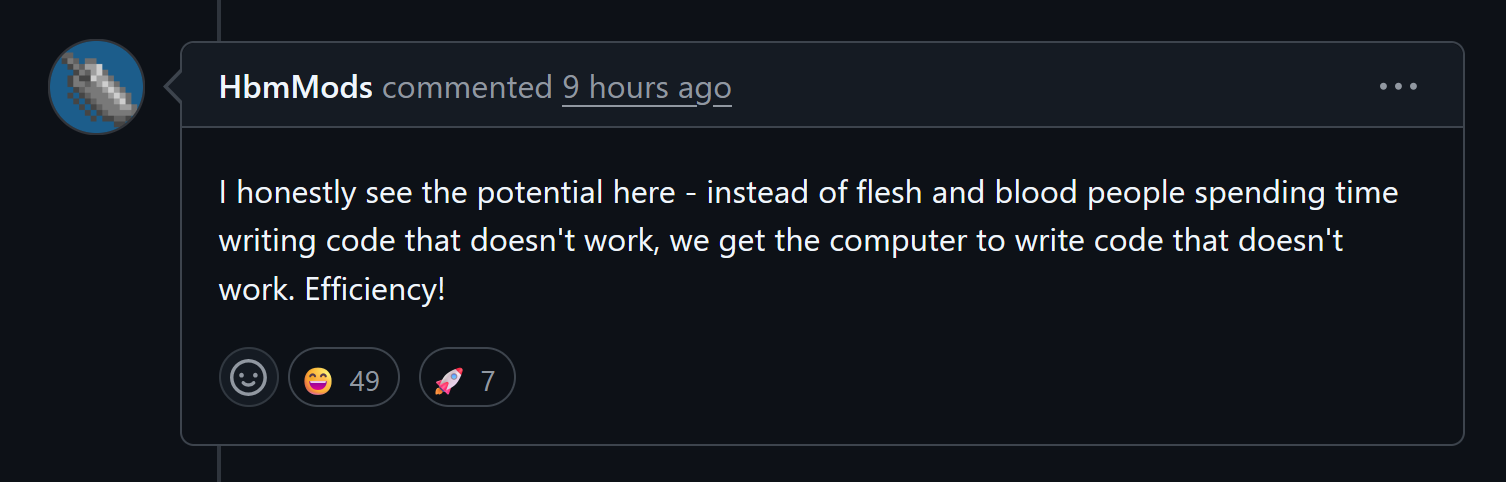 HbmMods commented 9 hours ago
I honestly see the potential here - instead of flesh and blood people spending time
writing code that doesn't work, we get the computer to write code that doesn't
work. Efficiency!
😄 49 🚀 7